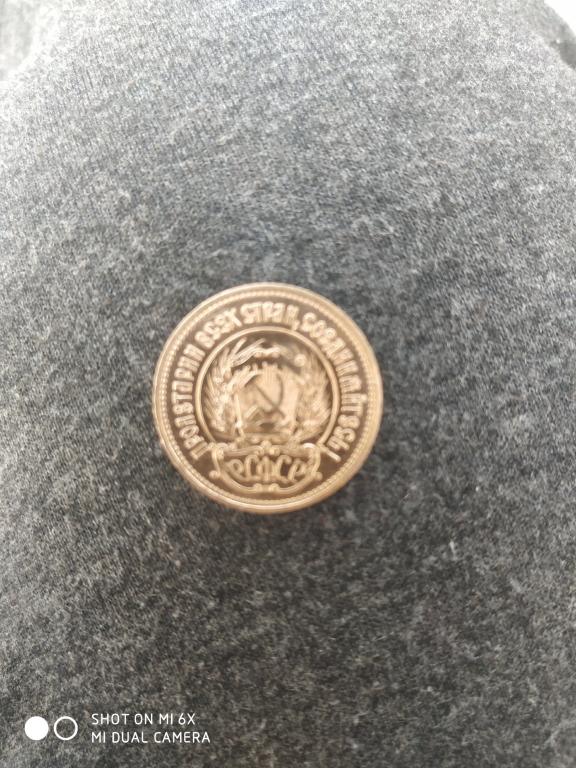 ПРОЛЕТАРИИ ВСЕХ СТРАН, СОЕДИНЯЙТЕСЬ!
РСФСР
SHOT ON MI 6X
MI DUAL CAMERA